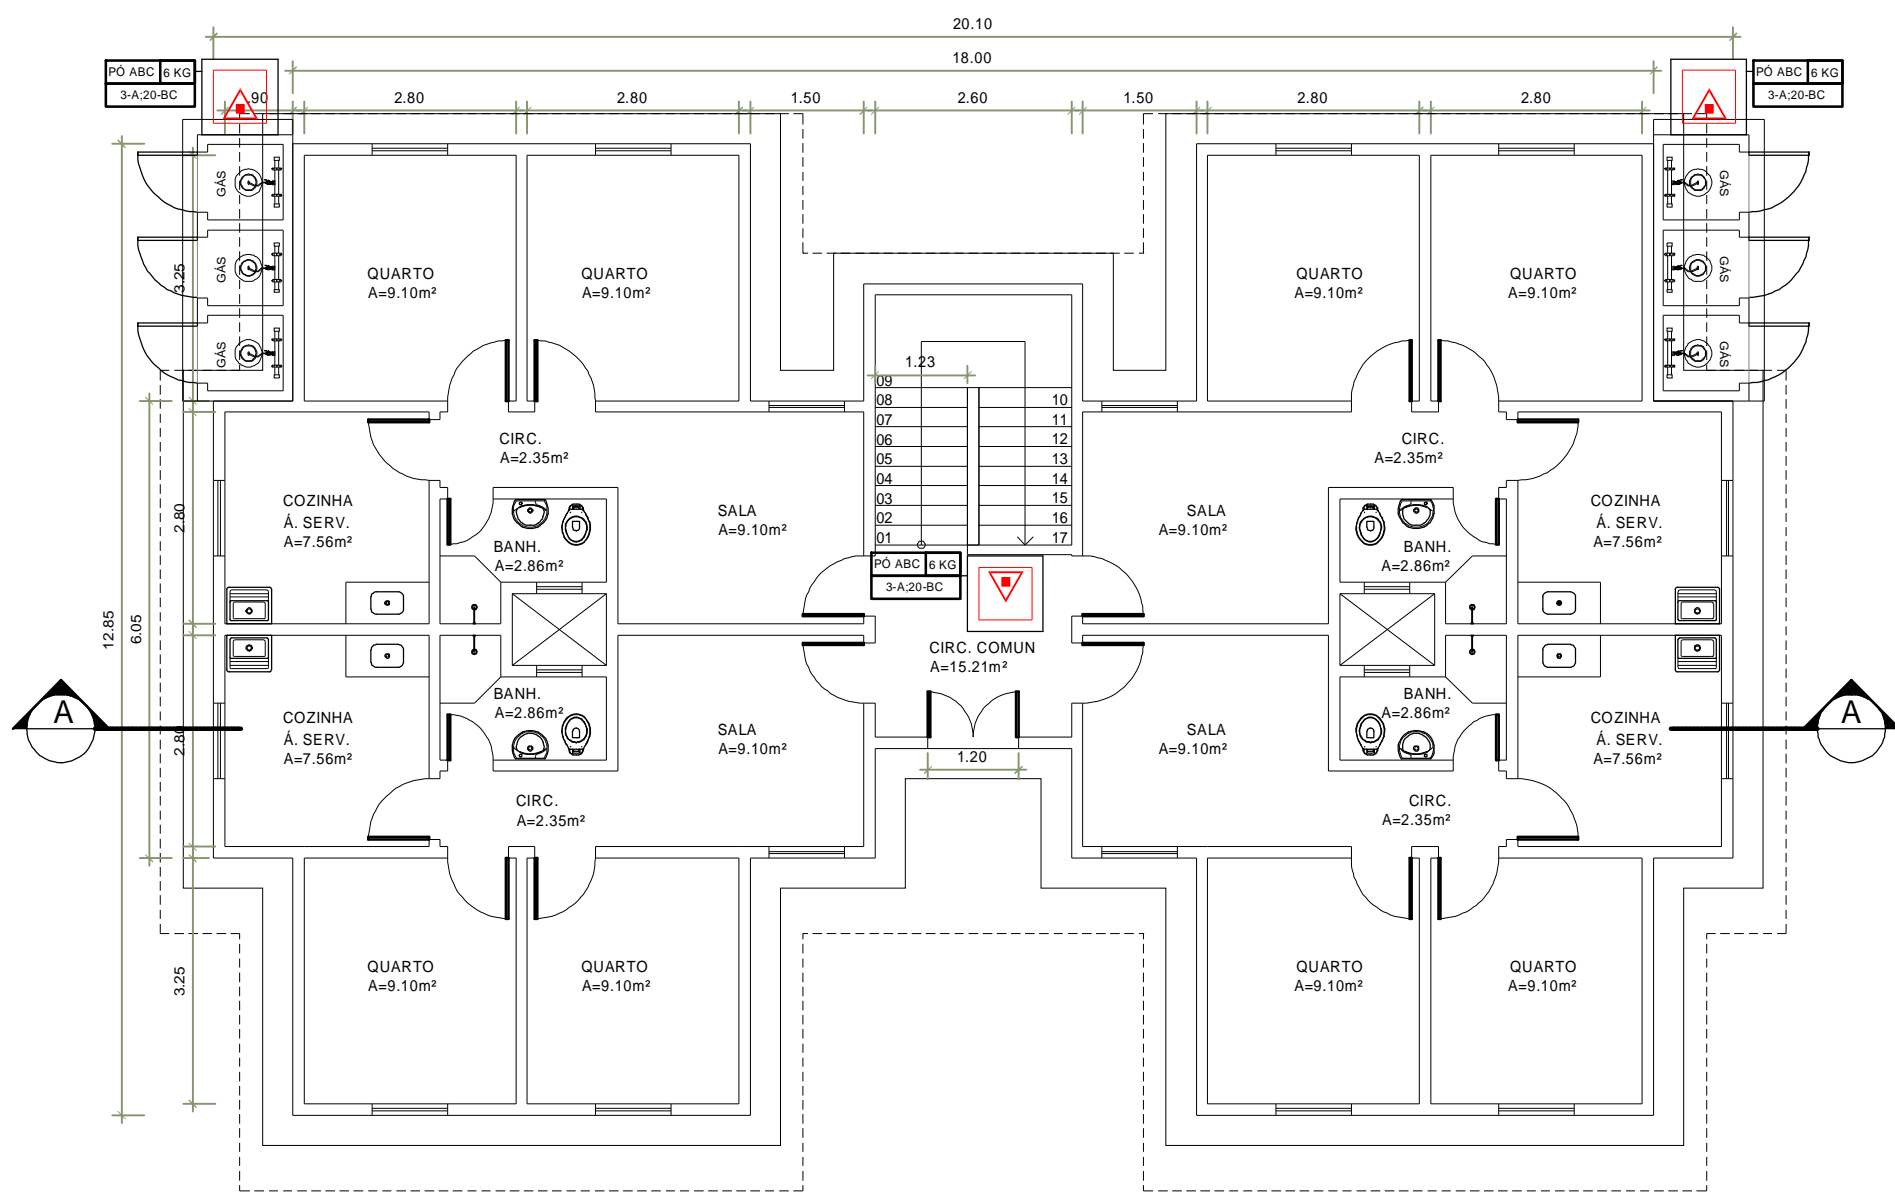 20.10
18.00
PÓ ABC 6 KG
3-A;20-BC
PÓ ABC 6 KG
3-A;20-BC
.90 2.80 2.80 1.50 2.60 1.50 2.80 2.80
GÁS
GÁS
GÁS
GÁS
GÁS
GÁS
3.25
QUARTO
A=9.10m²
QUARTO
A=9.10m²
QUARTO
A=9.10m²
QUARTO
A=9.10m²
1.23
09
08 10
07 11
06 12
05 13
04 14
03 15
02 16
01 17
CIRC.
A=2.35m²
CIRC.
A=2.35m²
COZINHA
Á. SERV.
A=7.56m²
SALA
A=9.10m²
SALA
A=9.10m²
COZINHA
Á. SERV.
A=7.56m²
2.80
BANH.
A=2.86m²
BANH.
A=2.86m²
PÓ ABC 6 KG
3-A;20-BC
12.85
6.05
CIRC. COMUN
A=15.21m²
BANH.
A=2.86m²
BANH.
A=2.86m²
A
A
COZINHA
Á. SERV.
A=7.56m²
SALA
A=9.10m²
SALA
A=9.10m²
COZINHA
Á. SERV.
A=7.56m²
2.80
1.20
CIRC.
A=2.35m²
CIRC.
A=2.35m²
3.25
QUARTO
A=9.10m²
QUARTO
A=9.10m²
QUARTO
A=9.10m²
QUARTO
A=9.10m²